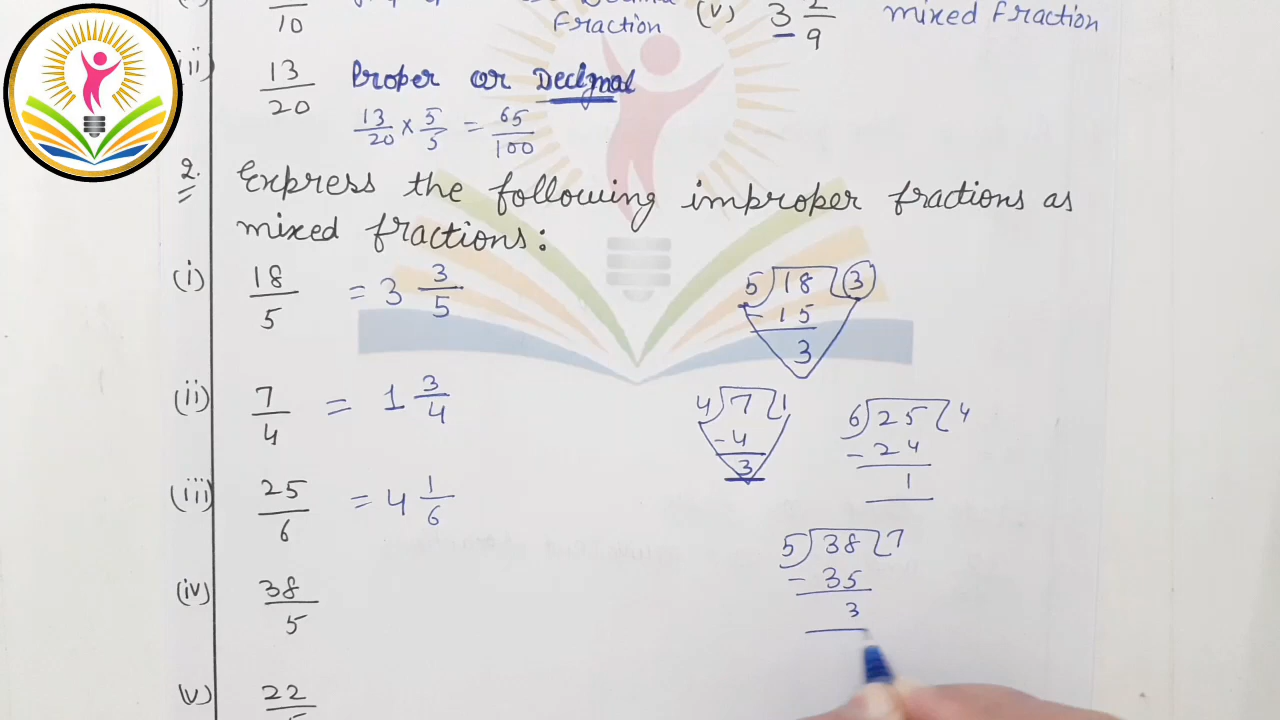 10 Fraction (v) 3 2/9 mixed Fraction
(ii) 13/20 Proper or Decimal
13/20 × 5/5 = 65/100
2. Express the following improper fractions as
mixed fractions:
(i) 18/5 = 3 3/5
5) 18 (3
- 15
3
(ii) 7/4 = 1 3/4
4) 7 (1
- 4
3
6) 25 (4
- 24
1
(iii) 25/6 = 4 1/6
5) 38 (7
- 35
3
(iv) 38/5
(v) 22